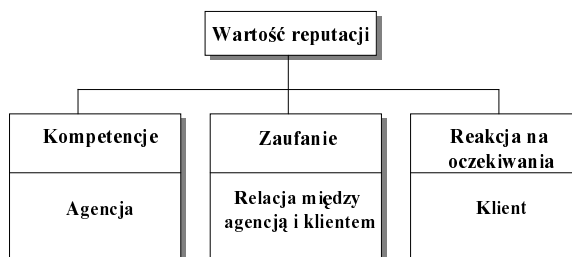 Wartość reputacji
Kompetencje
Agencja
Zaufanie
Relacja między
agencją i klientem
Reakcja na
oczekiwania
Klient